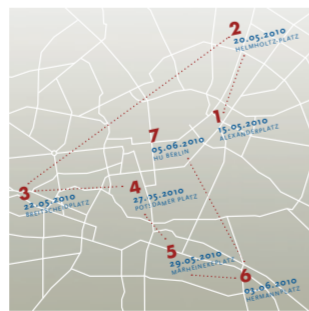 2
20.05.2010
HELMHOLTZ-PLATZ
1
15.05.2010
ALEXANDERPLATZ
7
05.06.2010
HU BERLIN
3
22.05.2010
BREITSCHEIDPLATZ
4
27.05.2010
POTSDAMER PLATZ
5
29.05.2010
MARHEINEKEPLATZ
6
03.06.2010
HERMANNPLATZ